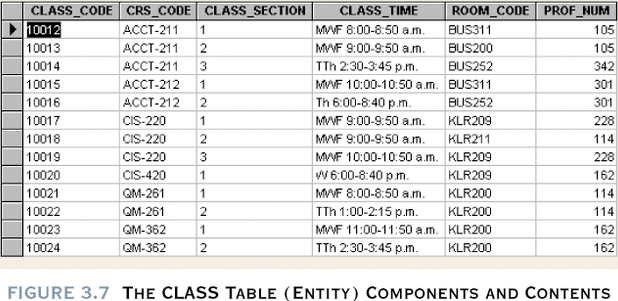 CLASS_CODE CRS_CODE CLASS_SECTION CLASS_TIME ROOM_CODE PROF_NUM
10012 ACCT-211 1 MWF 8:00-8:50 a.m. BUS311 105
10013 ACCT-211 2 MWF 9:00-9:50 a.m. BUS200 105
10014 ACCT-211 3 TTh 2:30-3:45 p.m. BUS252 342
10015 ACCT-212 1 MWF 10:00-10:50 a.m. BUS311 301
10016 ACCT-212 2 Th 6:00-8:40 p.m. BUS252 301
10017 CIS-220 1 MWF 9:00-9:50 a.m. KLR209 228
10018 CIS-220 2 MWF 9:00-9:50 a.m. KLR211 114
10019 CIS-220 3 MWF 10:00-10:50 a.m. KLR209 228
10020 CIS-420 1 W 6:00-8:40 p.m. KLR209 162
10021 QM-261 1 MWF 8:00-8:50 a.m. KLR200 114
10022 QM-261 2 TTh 1:00-2:15 p.m. KLR200 114
10023 QM-362 1 MWF 11:00-11:50 a.m. KLR200 162
10024 QM-362 2 TTh 2:30-3:45 p.m. KLR200 162
FIGURE 3.7 THE CLASS TABLE (ENTITY) COMPONENTS AND CONTENTS